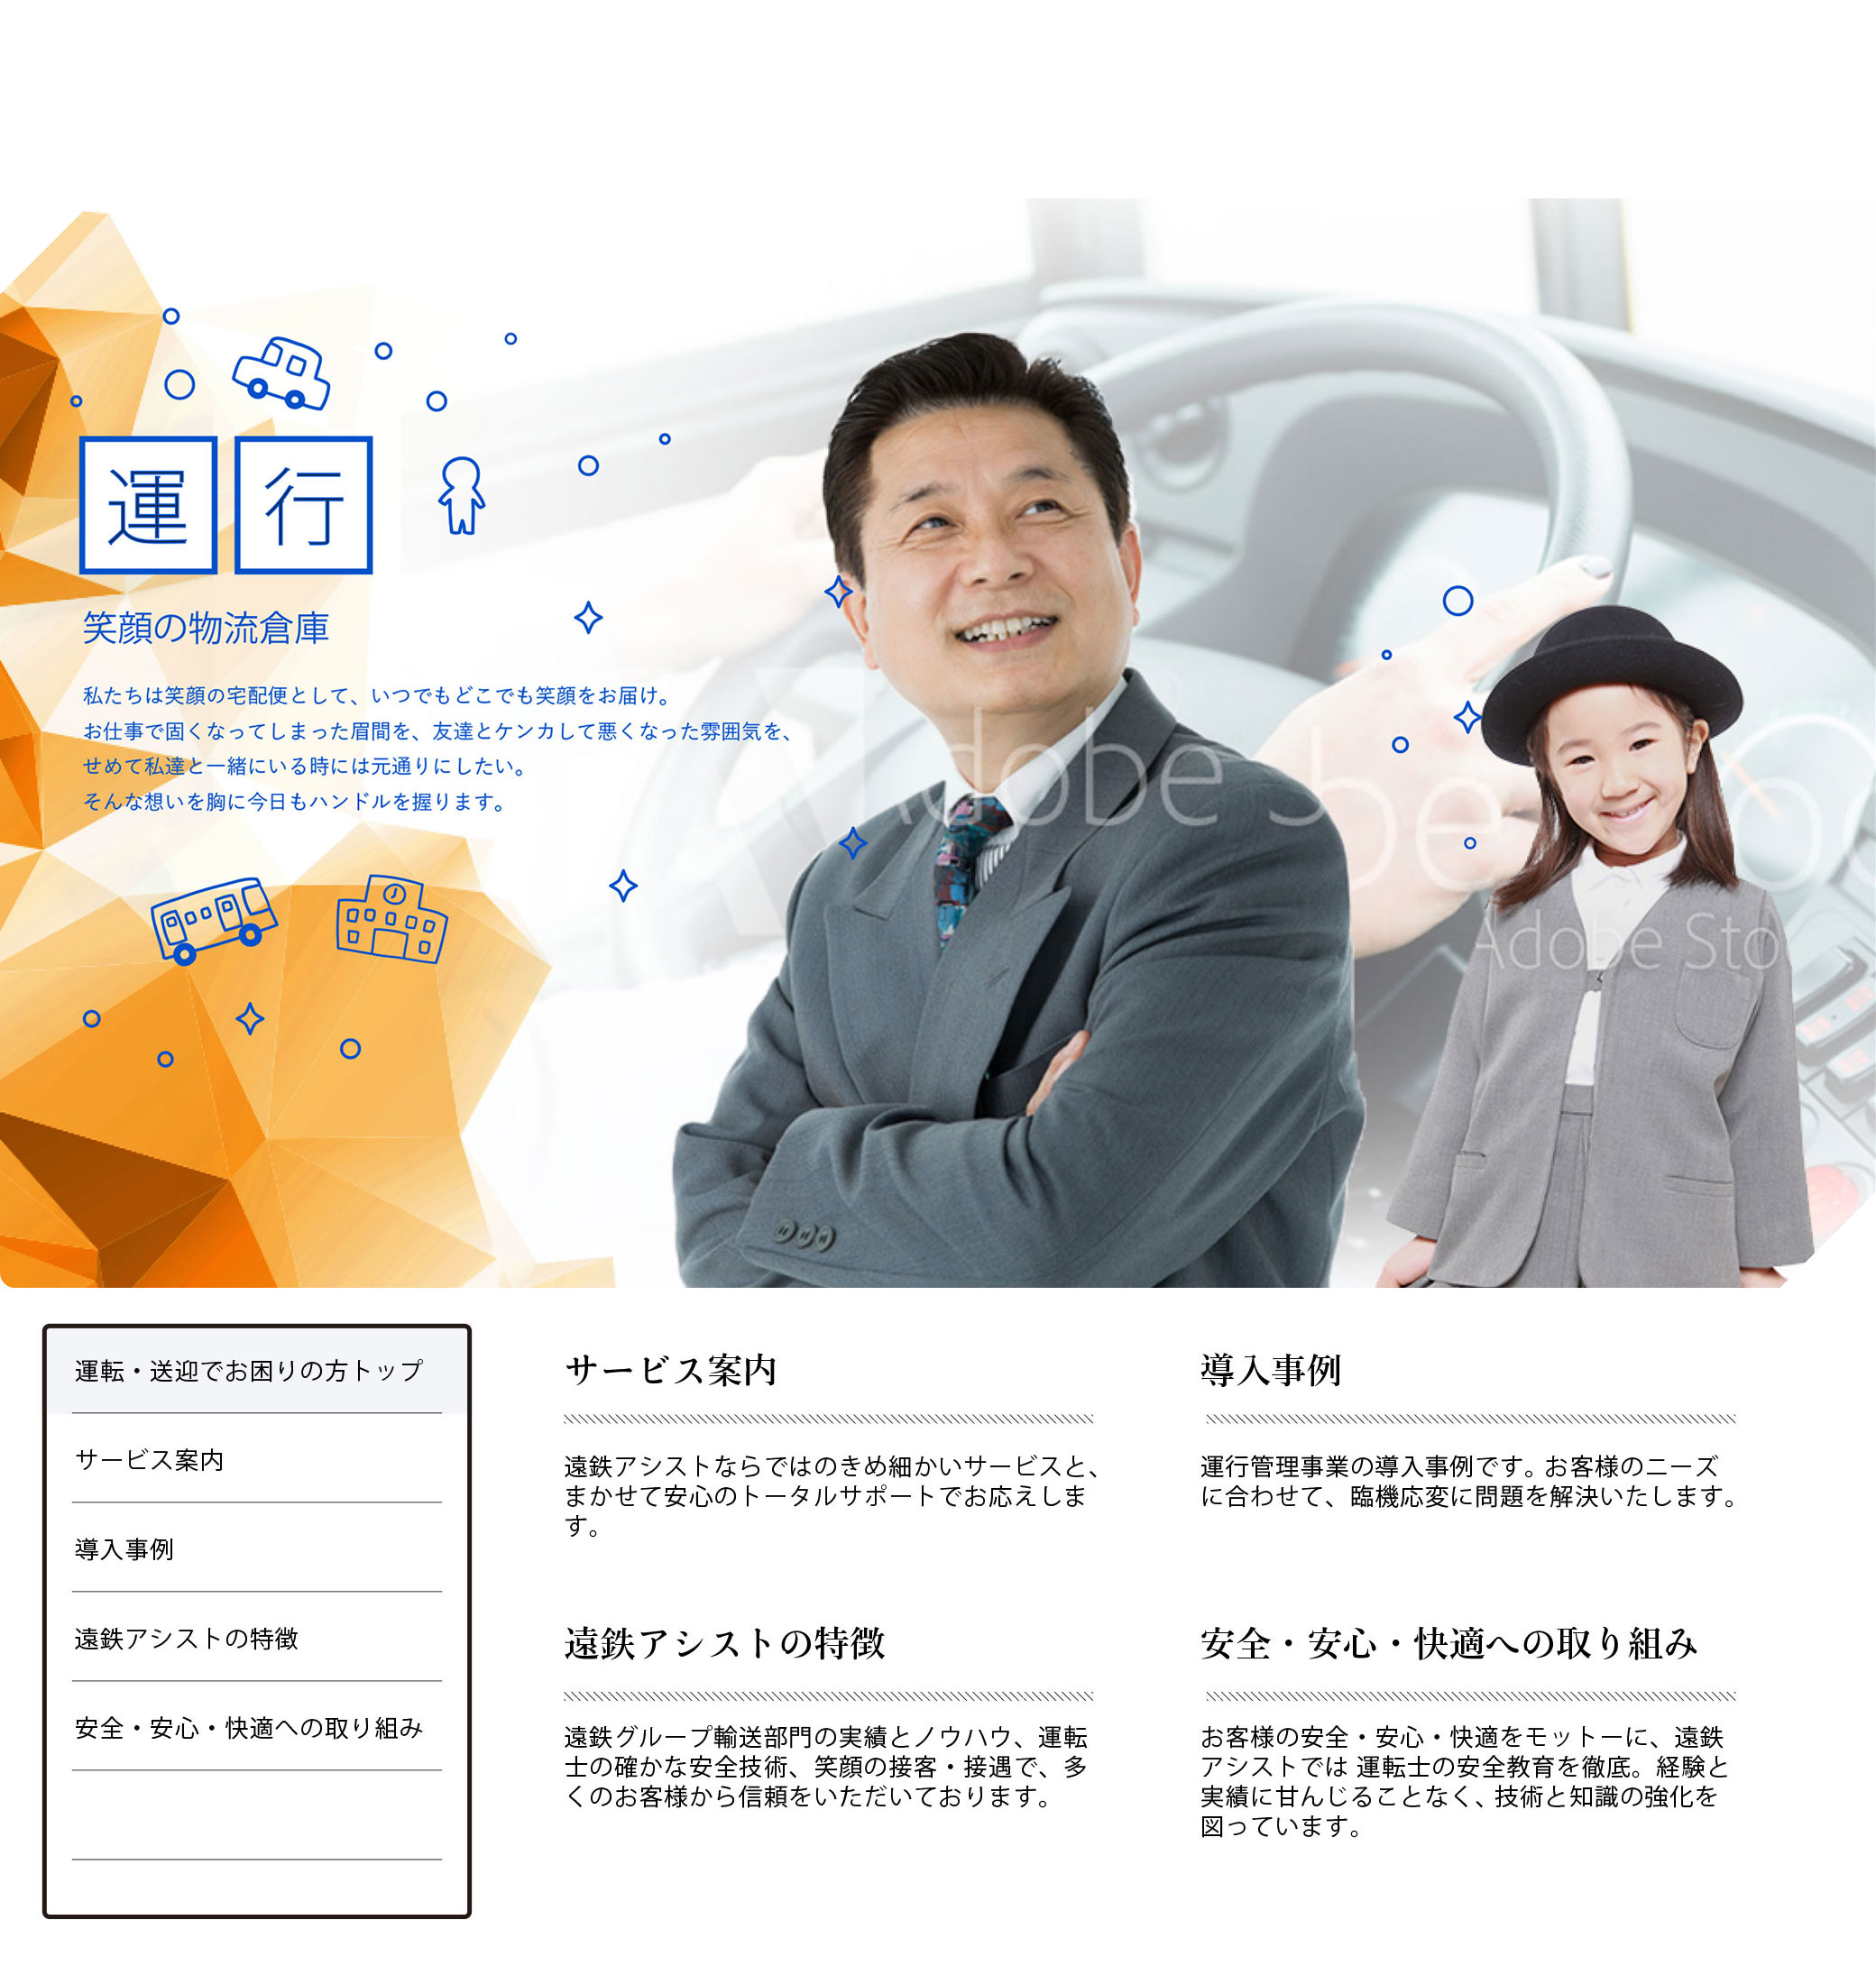 運行
笑顔の物流倉庫
私たちは笑顔の宅配便として、いつでもどこでも笑顔をお届け。
お仕事で固くなってしまった眉間を、友達とケンカして悪くなった雰囲気を、
せめて私達と一緒にいる時には元通りにしたい。
そんな想いを胸に今日もハンドルを握ります。
Adobe S
be Sto
Adobe Sto
運転・送迎でお困りの方トップ
サービス案内
導入事例
遠鉄アシストの特徴
安全・安心・快適への取り組み
サービス案内
遠鉄アシストならではのきめ細かいサービスと、
まかせて安心のトータルサポートでお応えしま
す。
導入事例
運行管理事業の導入事例です。お客様のニーズ
に合わせて、臨機応変に問題を解決いたします。
遠鉄アシストの特徴
遠鉄グループ輸送部門の実績とノウハウ、運転
士の確かな安全技術、笑顔の接客・接遇で、多
くのお客様から信頼をいただいております。
安全・安心・快適への取り組み
お客様の安全・安心・快適をモットーに、遠鉄
アシストでは 運転士の安全教育を徹底。経験と
実績に甘んじることなく、技術と知識の強化を
図っています。